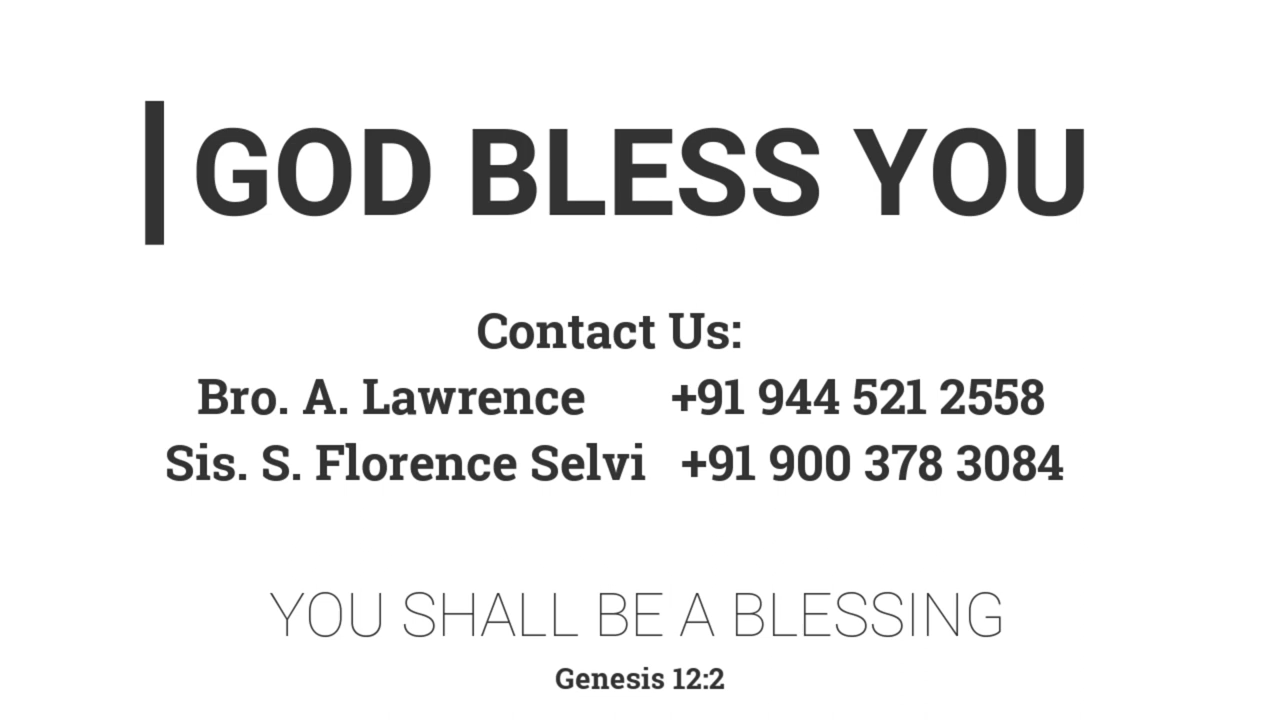 GOD BLESS YOU
Contact Us:
Bro. A. Lawrence +91 944 521 2558
Sis. S. Florence Selvi +91 900 378 3084
YOU SHALL BE A BLESSING
Genesis 12:2